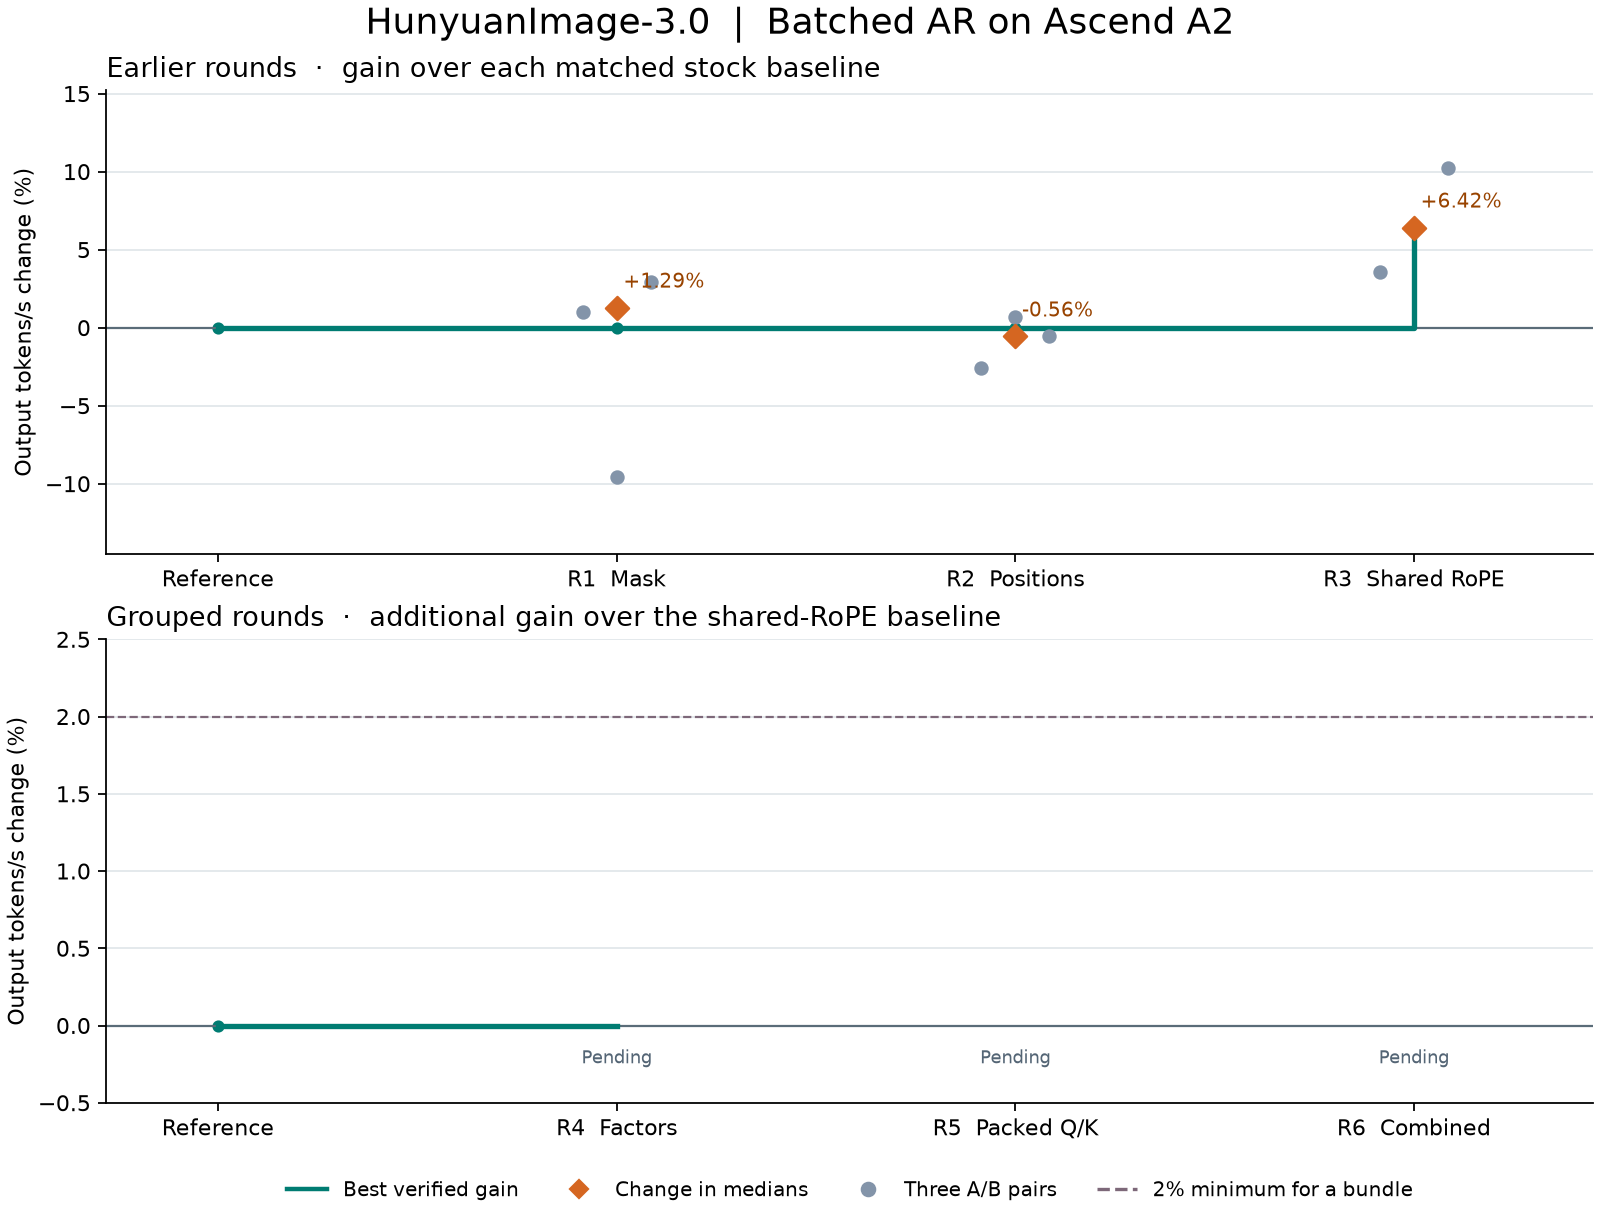 HunyuanImage-3.0 | Batched AR on Ascend A2
Earlier rounds · gain over each matched stock baseline
Output tokens/s change (%)
15
10
5
0
−5
−10
+1.29%
-0.56%
+6.42%
Reference
R1 Mask
R2 Positions
R3 Shared RoPE
Grouped rounds · additional gain over the shared-RoPE baseline
Output tokens/s change (%)
2.5
2.0
1.5
1.0
0.5
0.0
−0.5
Pending
Pending
Pending
Reference
R4 Factors
R5 Packed Q/K
R6 Combined
Best verified gain
Change in medians
Three A/B pairs
2% minimum for a bundle